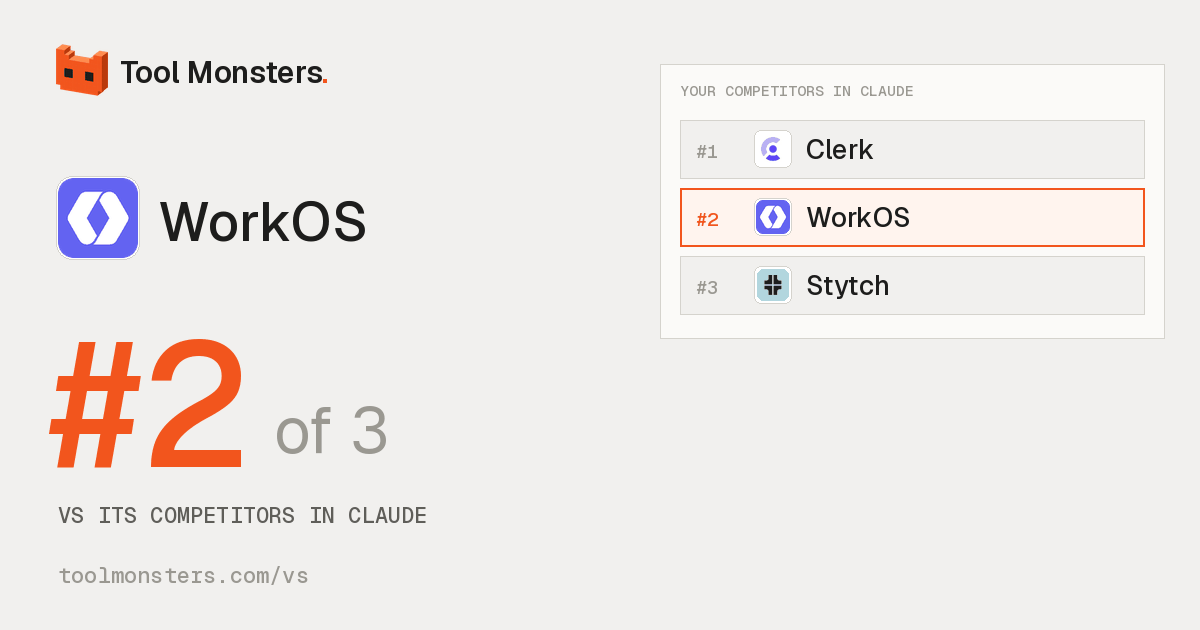 Tool Monsters.
WorkOS
#2 of 3
VS ITS COMPETITORS IN CLAUDE
toolmonsters.com/vs
YOUR COMPETITORS IN CLAUDE
#1 Clerk
#2 WorkOS
#3 Stytch